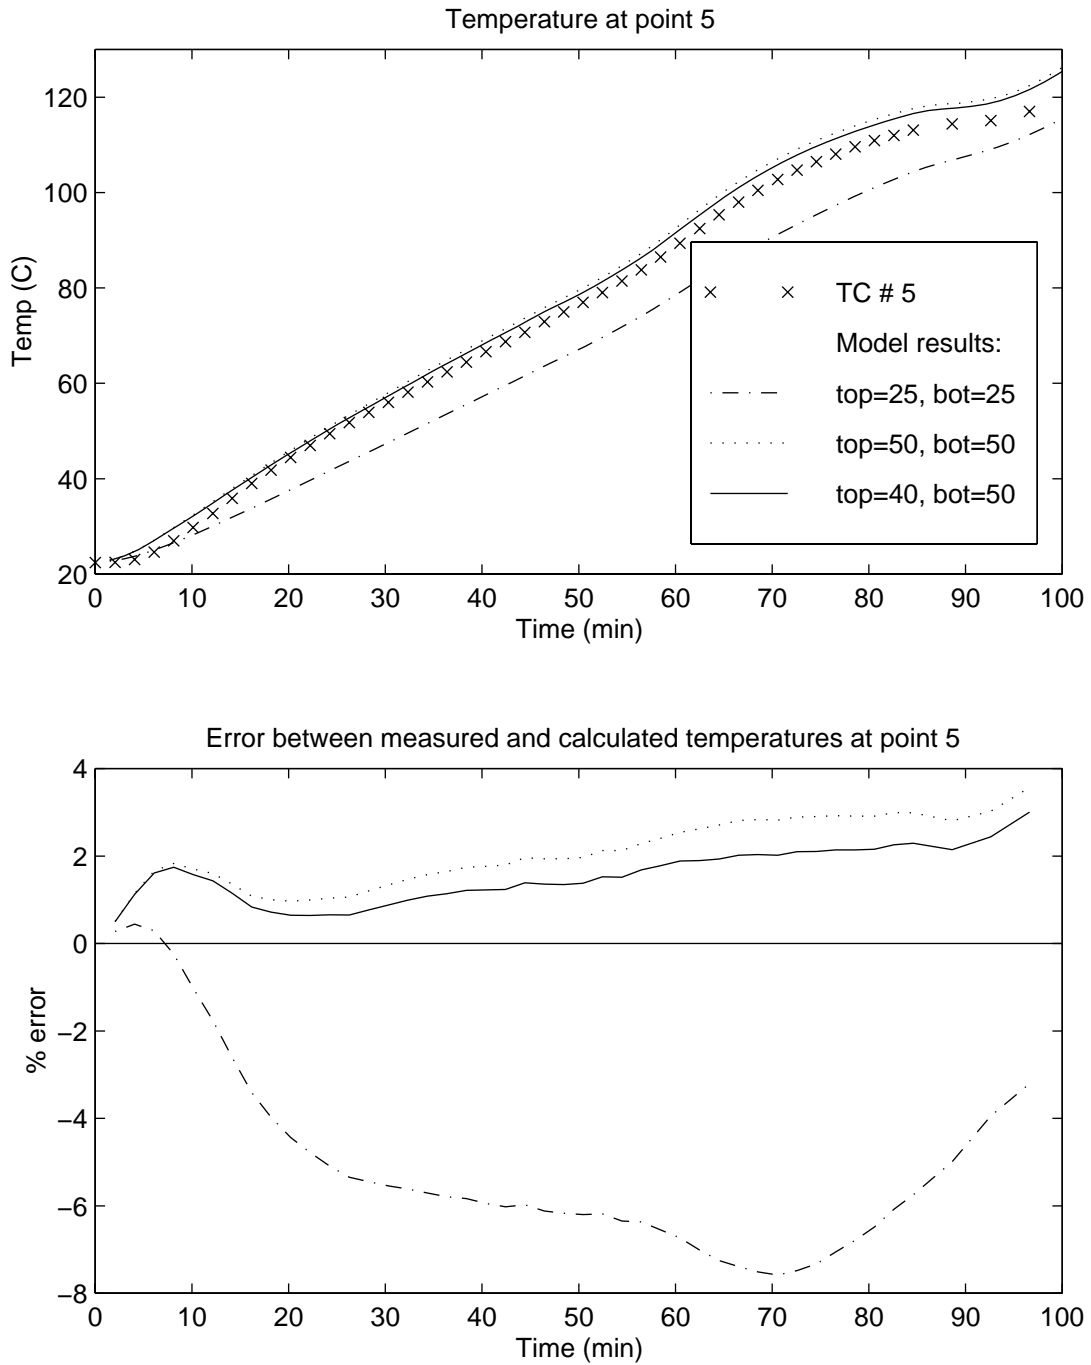 Temperature at point 5
120
100
80
60
40
20
Temp (C)
TC # 5
Model results:
top=25, bot=25
top=50, bot=50
top=40, bot=50
0 10 20 30 40 50 60 70 80 90 100
Time (min)
Error between measured and calculated temperatures at point 5
4
2
0
−2
−4
−6
−8
% error
0 10 20 30 40 50 60 70 80 90 100
Time (min)